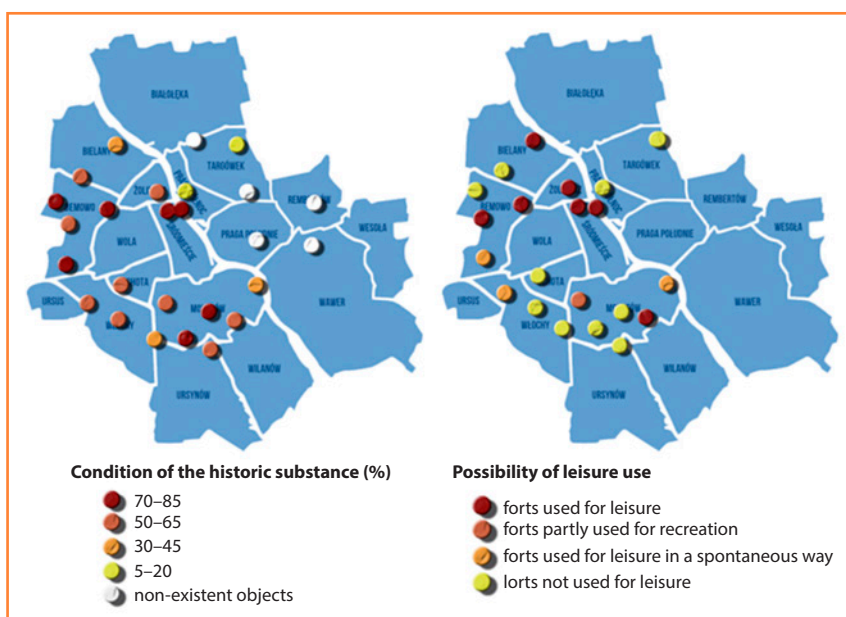 BIAŁOŁĘKA
BIELANY
TARGÓWEK
REMBERTÓW
WESOŁA
WOLA
PRAGA POŁUDNIE
ŚRÓDMIEŚCIE
URSUS
WAWER
WILANÓW
URSYNÓW
BIAŁOŁĘKA
BIELANY
TARGÓWEK
REMBERTÓW
BEMOWO
WESOŁA
PRAGA POŁUDNIE
WOLA
ŚRÓDMIEŚCIE
URSUS
WŁOCHY
WAWER
WILANÓW
URSYNÓW
Condition of the historic substance (%)
70–85
50–65
30–45
5–20
non-existent objects
Possibility of leisure use
forts used for leisure
forts partly used for recreation
forts used for leisure in a spontaneous way
lorts not used for leisure